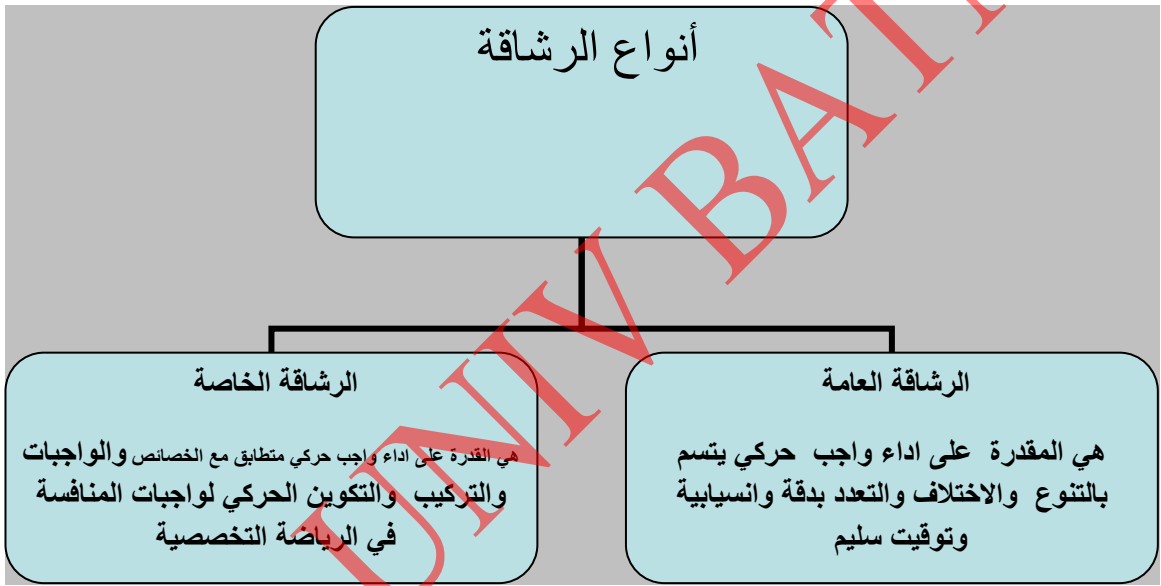 أنواع الرشاقة
الرشاقة العامة
هي المقدرة على اداء واجب حركي يتسم
بالتنوع والاختلاف والتعدد بدقة وانسيابية
وتوقيت سليم
الرشاقة الخاصة
هي القدرة على اداء واجب حركي متطابق مع الخصائص والواجبات
والتركيب والتكوين الحركي لواجبات المنافسة
في الرياضة التخصصية
UNIV BAT